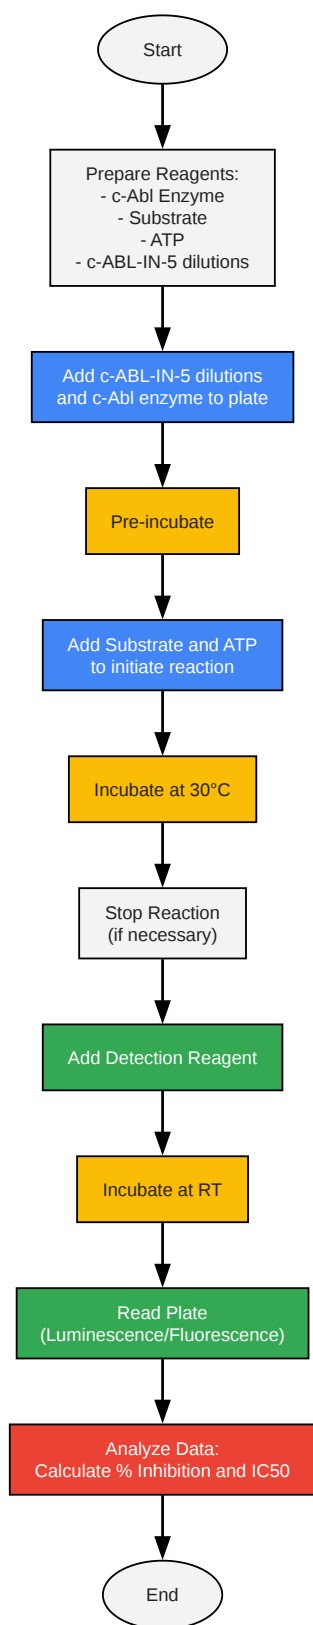 Start
Prepare Reagents:
- c-Abl Enzyme
- Substrate
- ATP
- c-ABL-IN-5 dilutions
Add c-ABL-IN-5 dilutions
and c-Abl enzyme to plate
Pre-incubate
Add Substrate and ATP
to initiate reaction
Incubate at 30°C
Stop Reaction
(if necessary)
Add Detection Reagent
Incubate at RT
Read Plate
(Luminescence/Fluorescence)
Analyze Data:
Calculate % Inhibition and IC50
End